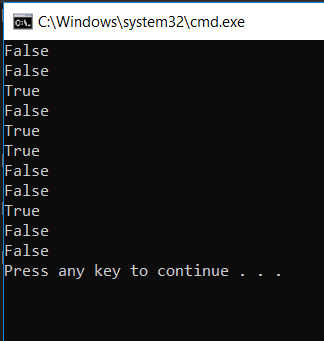 C:\Windows\system32\cmd.exe
False
False
True
False
True
True
False
False
True
False
False
Press any key to continue . . .